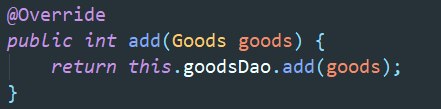 @Override
public int add(Goods goods) {
    return this.goodsDao.add(goods);
}